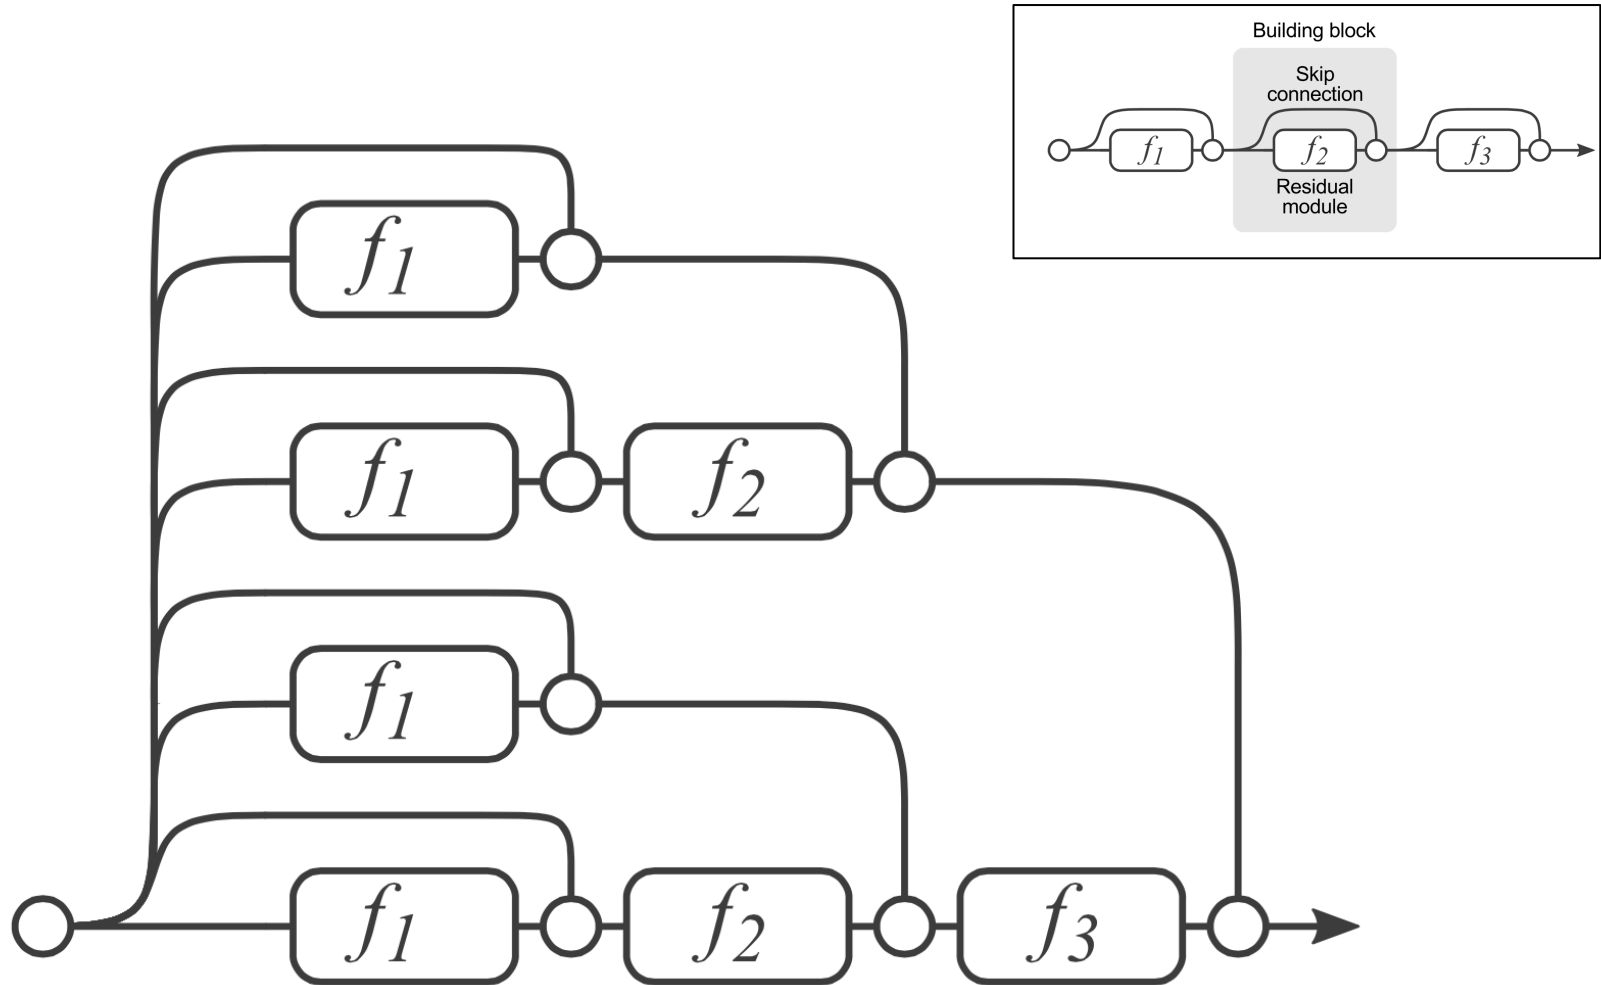 Building block
Skip
connection
f1 f2 f3
Residual
module
f1
f1 f2
f1
f1 f2 f3